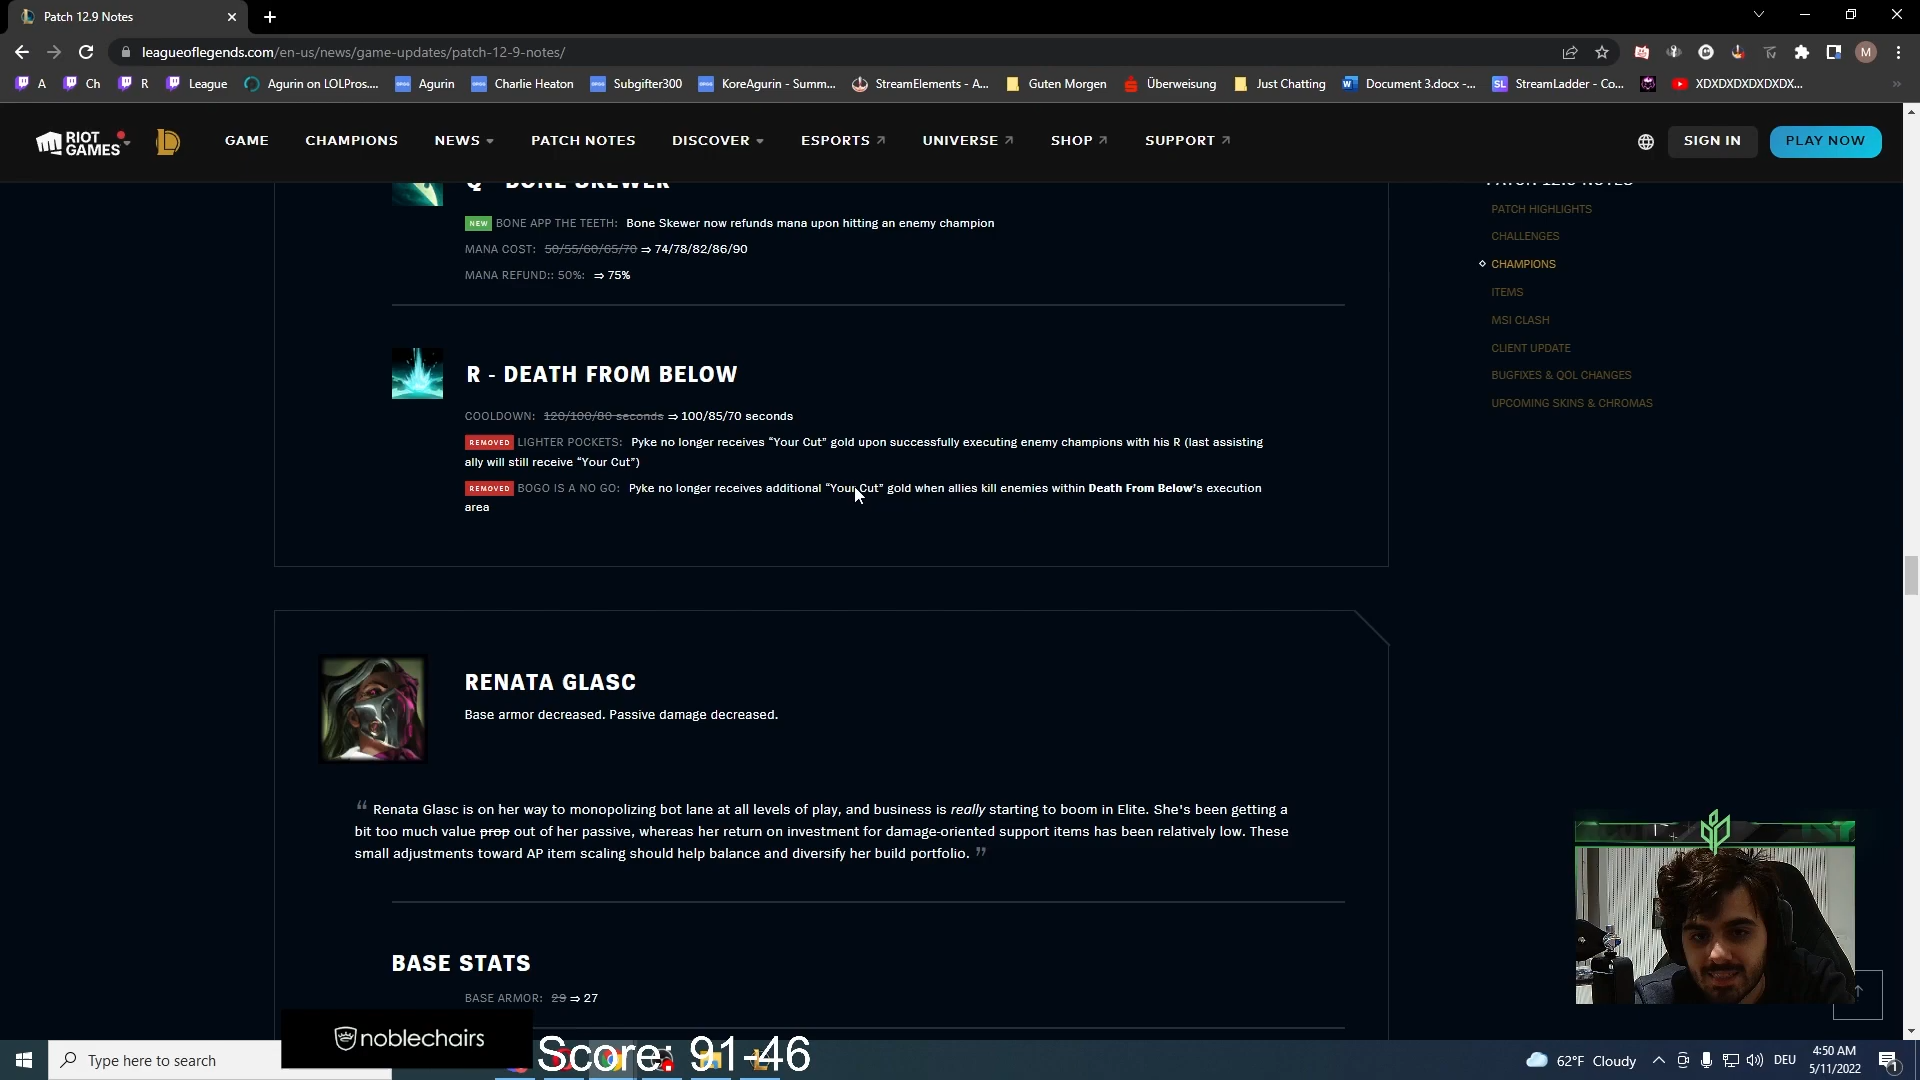 Patch 12.9 Notes
leagueoflegends.com/en-us/news/game-updates/patch-12-9-notes/
M
A Ch R League Agurin on LOLPros.... Agurin Charlie Heaton Subgifter300 KoreAgurin - Summ... StreamElements - A... Guten Morgen Überweisung Just Chatting Document 3.docx -... StreamLadder - Co... XDXDXDXDXDXDX...
RIOT GAMES GAME CHAMPIONS NEWS PATCH NOTES DISCOVER ESPORTS UNIVERSE SHOP SUPPORT SIGN IN PLAY NOW
Q - BONE SKEWER
NEW BONE APP THE TEETH: Bone Skewer now refunds mana upon hitting an enemy champion
MANA COST: 50/55/60/65/70 ⇒ 74/78/82/86/90
MANA REFUND:: 50%: ⇒ 75%
R - DEATH FROM BELOW
COOLDOWN: 120/100/80 seconds ⇒ 100/85/70 seconds
REMOVED LIGHTER POCKETS: Pyke no longer receives “Your Cut” gold upon successfully executing enemy champions with his R (last assisting
ally will still receive “Your Cut”)
REMOVED BOGO IS A NO GO: Pyke no longer receives additional “Your Cut” gold when allies kill enemies within Death From Below's execution
area
RENATA GLASC
Base armor decreased. Passive damage decreased.
“ Renata Glasc is on her way to monopolizing bot lane at all levels of play, and business is really starting to boom in Elite. She's been getting a
bit too much value prop out of her passive, whereas her return on investment for damage-oriented support items has been relatively low. These
small adjustments toward AP item scaling should help balance and diversify her build portfolio. ”
BASE STATS
BASE ARMOR: 29 ⇒ 27
PATCH 12.9 NOTES
PATCH HIGHLIGHTS
CHALLENGES
CHAMPIONS
ITEMS
MSI CLASH
CLIENT UPDATE
BUGFIXES & QOL CHANGES
UPCOMING SKINS & CHROMAS
noblechairs
Score: 91-46
Type here to search
62°F Cloudy
DEU
4:50 AM
5/11/2022
1